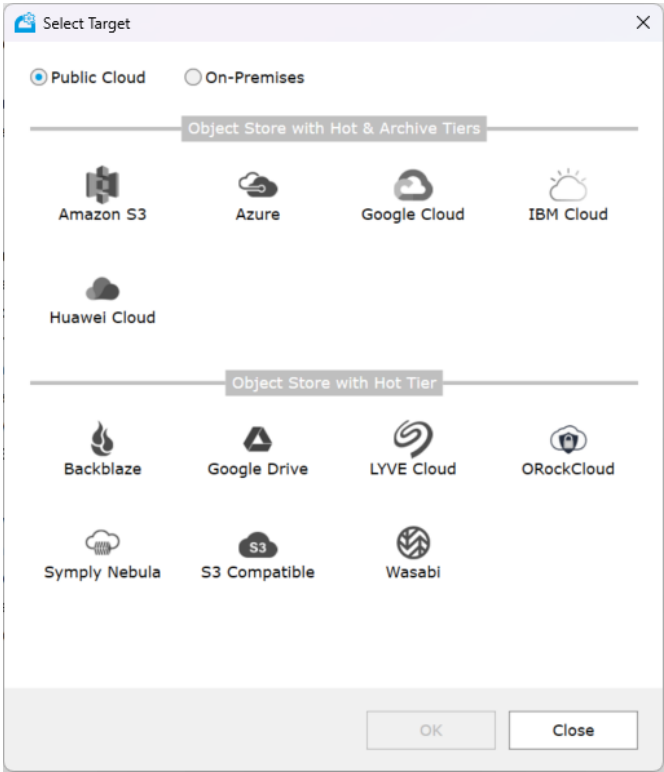 Select Target
Public Cloud On-Premises
Object Store with Hot & Archive Tiers
Amazon S3 Azure Google Cloud IBM Cloud
Huawei Cloud
Object Store with Hot Tier
Backblaze Google Drive LYVE Cloud ORockCloud
S3
Symply Nebula S3 Compatible Wasabi
OK Close